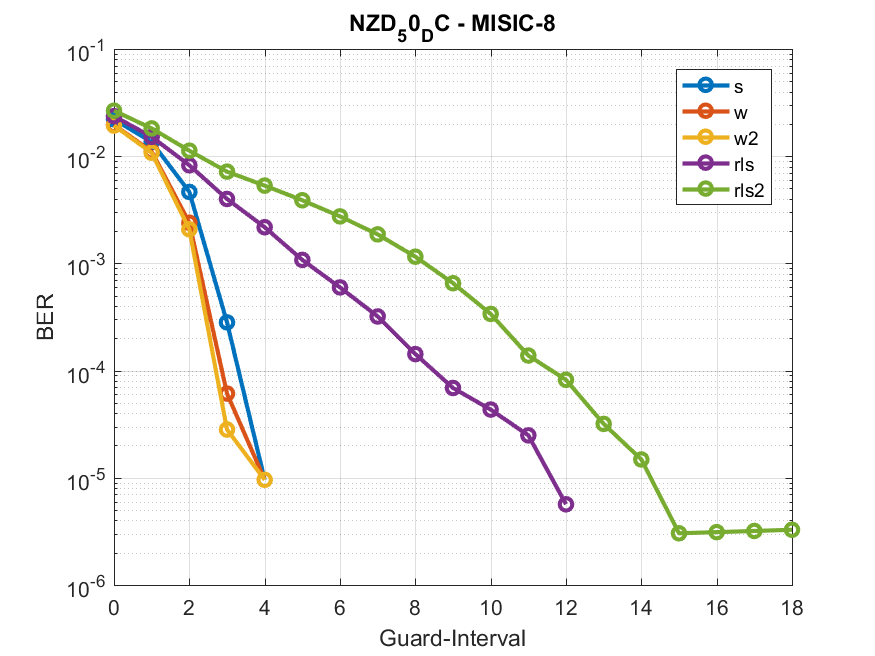 NZD₅0_DC - MISIC-8
10⁻¹
10⁻²
10⁻³
10⁻⁴
10⁻⁵
10⁻⁶
BER
s
w
w2
rls
rls2
0 2 4 6 8 10 12 14 16 18
Guard-Interval